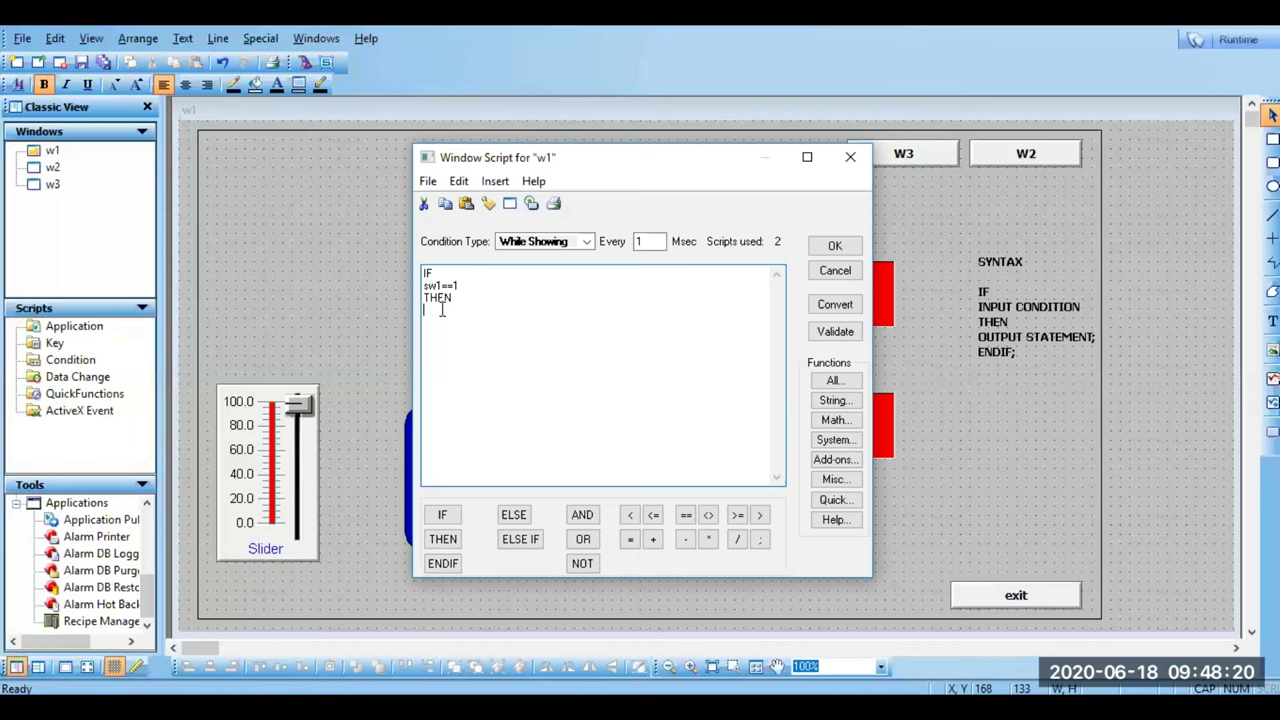 File Edit View Arrange Text Line Special Windows Help
Runtime
B I U A A A
Classic View
w1
Windows
w1
w2
w3
Scripts
Application
Key
Condition
Data Change
QuickFunctions
ActiveX Event
Tools
Applications
Application Pul
Alarm Printer
Alarm DB Logg
Alarm DB Purg
Alarm DB Resto
Alarm Hot Back
Recipe Manage
100.0
80.0
60.0
40.0
20.0
0.0
Slider
Window Script for "w1"
File Edit Insert Help
Condition Type: While Showing Every 1 Msec Scripts used: 2
IF
sw1==1
THEN
OK
Cancel
Convert
Validate
Functions
All...
String...
Math...
System...
Add-ons...
Misc...
Quick...
Help...
IF ELSE AND < <= == <> >= >
THEN ELSE IF OR = + - * / ;
ENDIF NOT
W3 W2
SYNTAX
IF
INPUT CONDITION
THEN
OUTPUT STATEMENT;
ENDIF;
exit
100%
2020-06-18 09:48:20
Ready X, Y 168 133 W, H CAP NUM